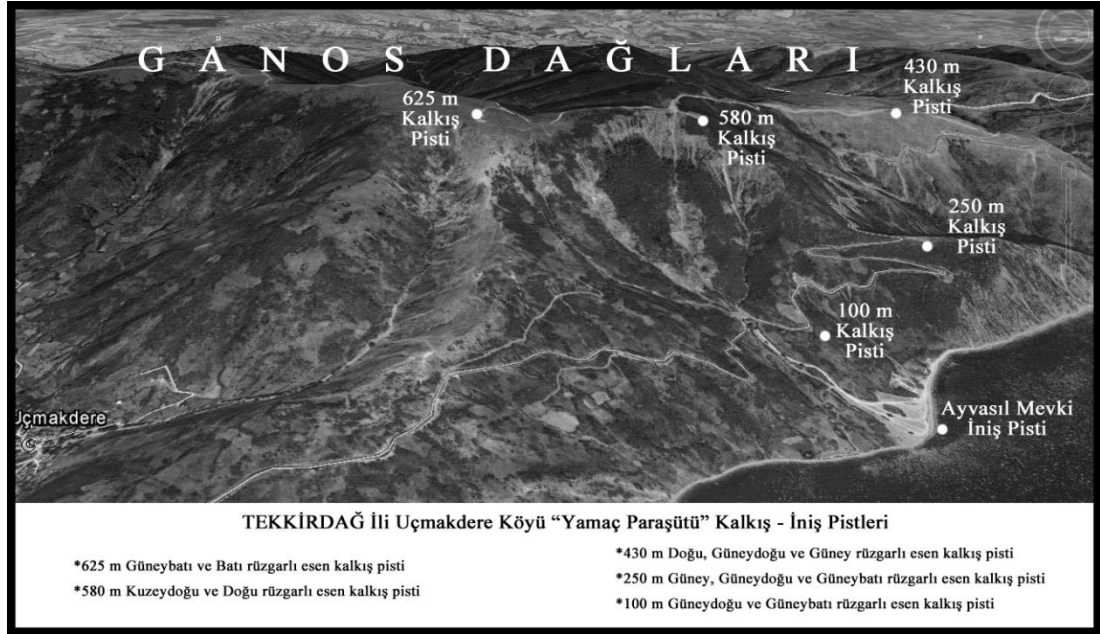 GANOS DAĞLARI
625 m
Kalkış
Pisti
580 m
Kalkış
Pisti
430 m
Kalkış
Pisti
250 m
Kalkış
Pisti
100 m
Kalkış
Pisti
Uçmakdere
Ayvasıl Mevki
İniş Pisti
TEKKİRDAĞ İli Uçmakdere Köyü “Yamaç Paraşütü” Kalkış - İniş Pistleri
*625 m Güneybatı ve Batı rüzgarlı esen kalkış pisti
*580 m Kuzeydoğu ve Doğu rüzgarlı esen kalkış pisti
*430 m Doğu, Güneydoğu ve Güney rüzgarlı esen kalkış pisti
*250 m Güney, Güneydoğu ve Güneybatı rüzgarlı esen kalkış pisti
*100 m Güneydoğu ve Güneybatı rüzgarlı esen kalkış pisti